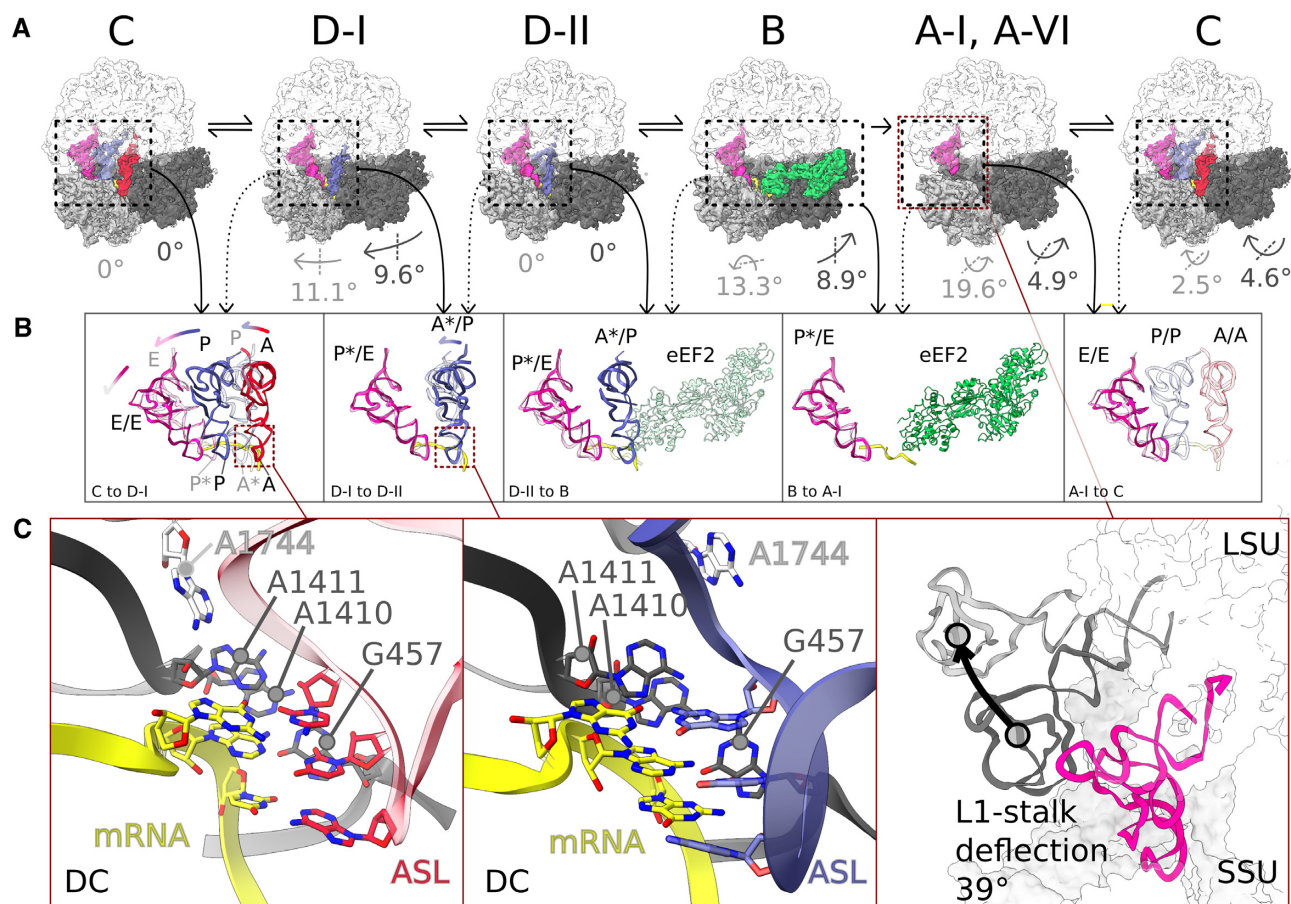 A
C
D-I
D-II
B
A-I, A-VI
C
0°
0°
11.1°
9.6°
0°
0°
13.3°
8.9°
19.6°
4.9°
2.5°
4.6°
B
E
P
P
A
E/E
P*
P
A*
A
C to D-I
P*/E
A*/P
D-I to D-II
P*/E
A*/P
eEF2
D-II to B
P*/E
eEF2
B to A-I
E/E
P/P
A/A
A-I to C
C
A1744
A1411
A1410
G457
mRNA
DC
ASL
A1744
A1411
A1410
G457
mRNA
DC
ASL
LSU
L1-stalk
deflection
39°
SSU